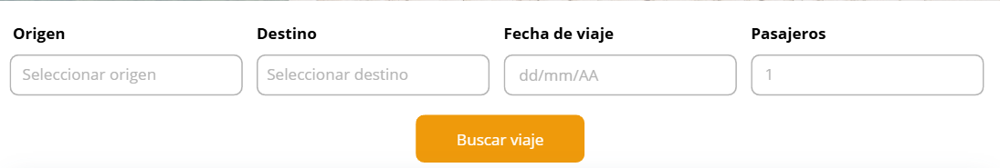 Origen Destino Fecha de viaje Pasajeros
Seleccionar origen Seleccionar destino dd/mm/AA 1
Buscar viaje